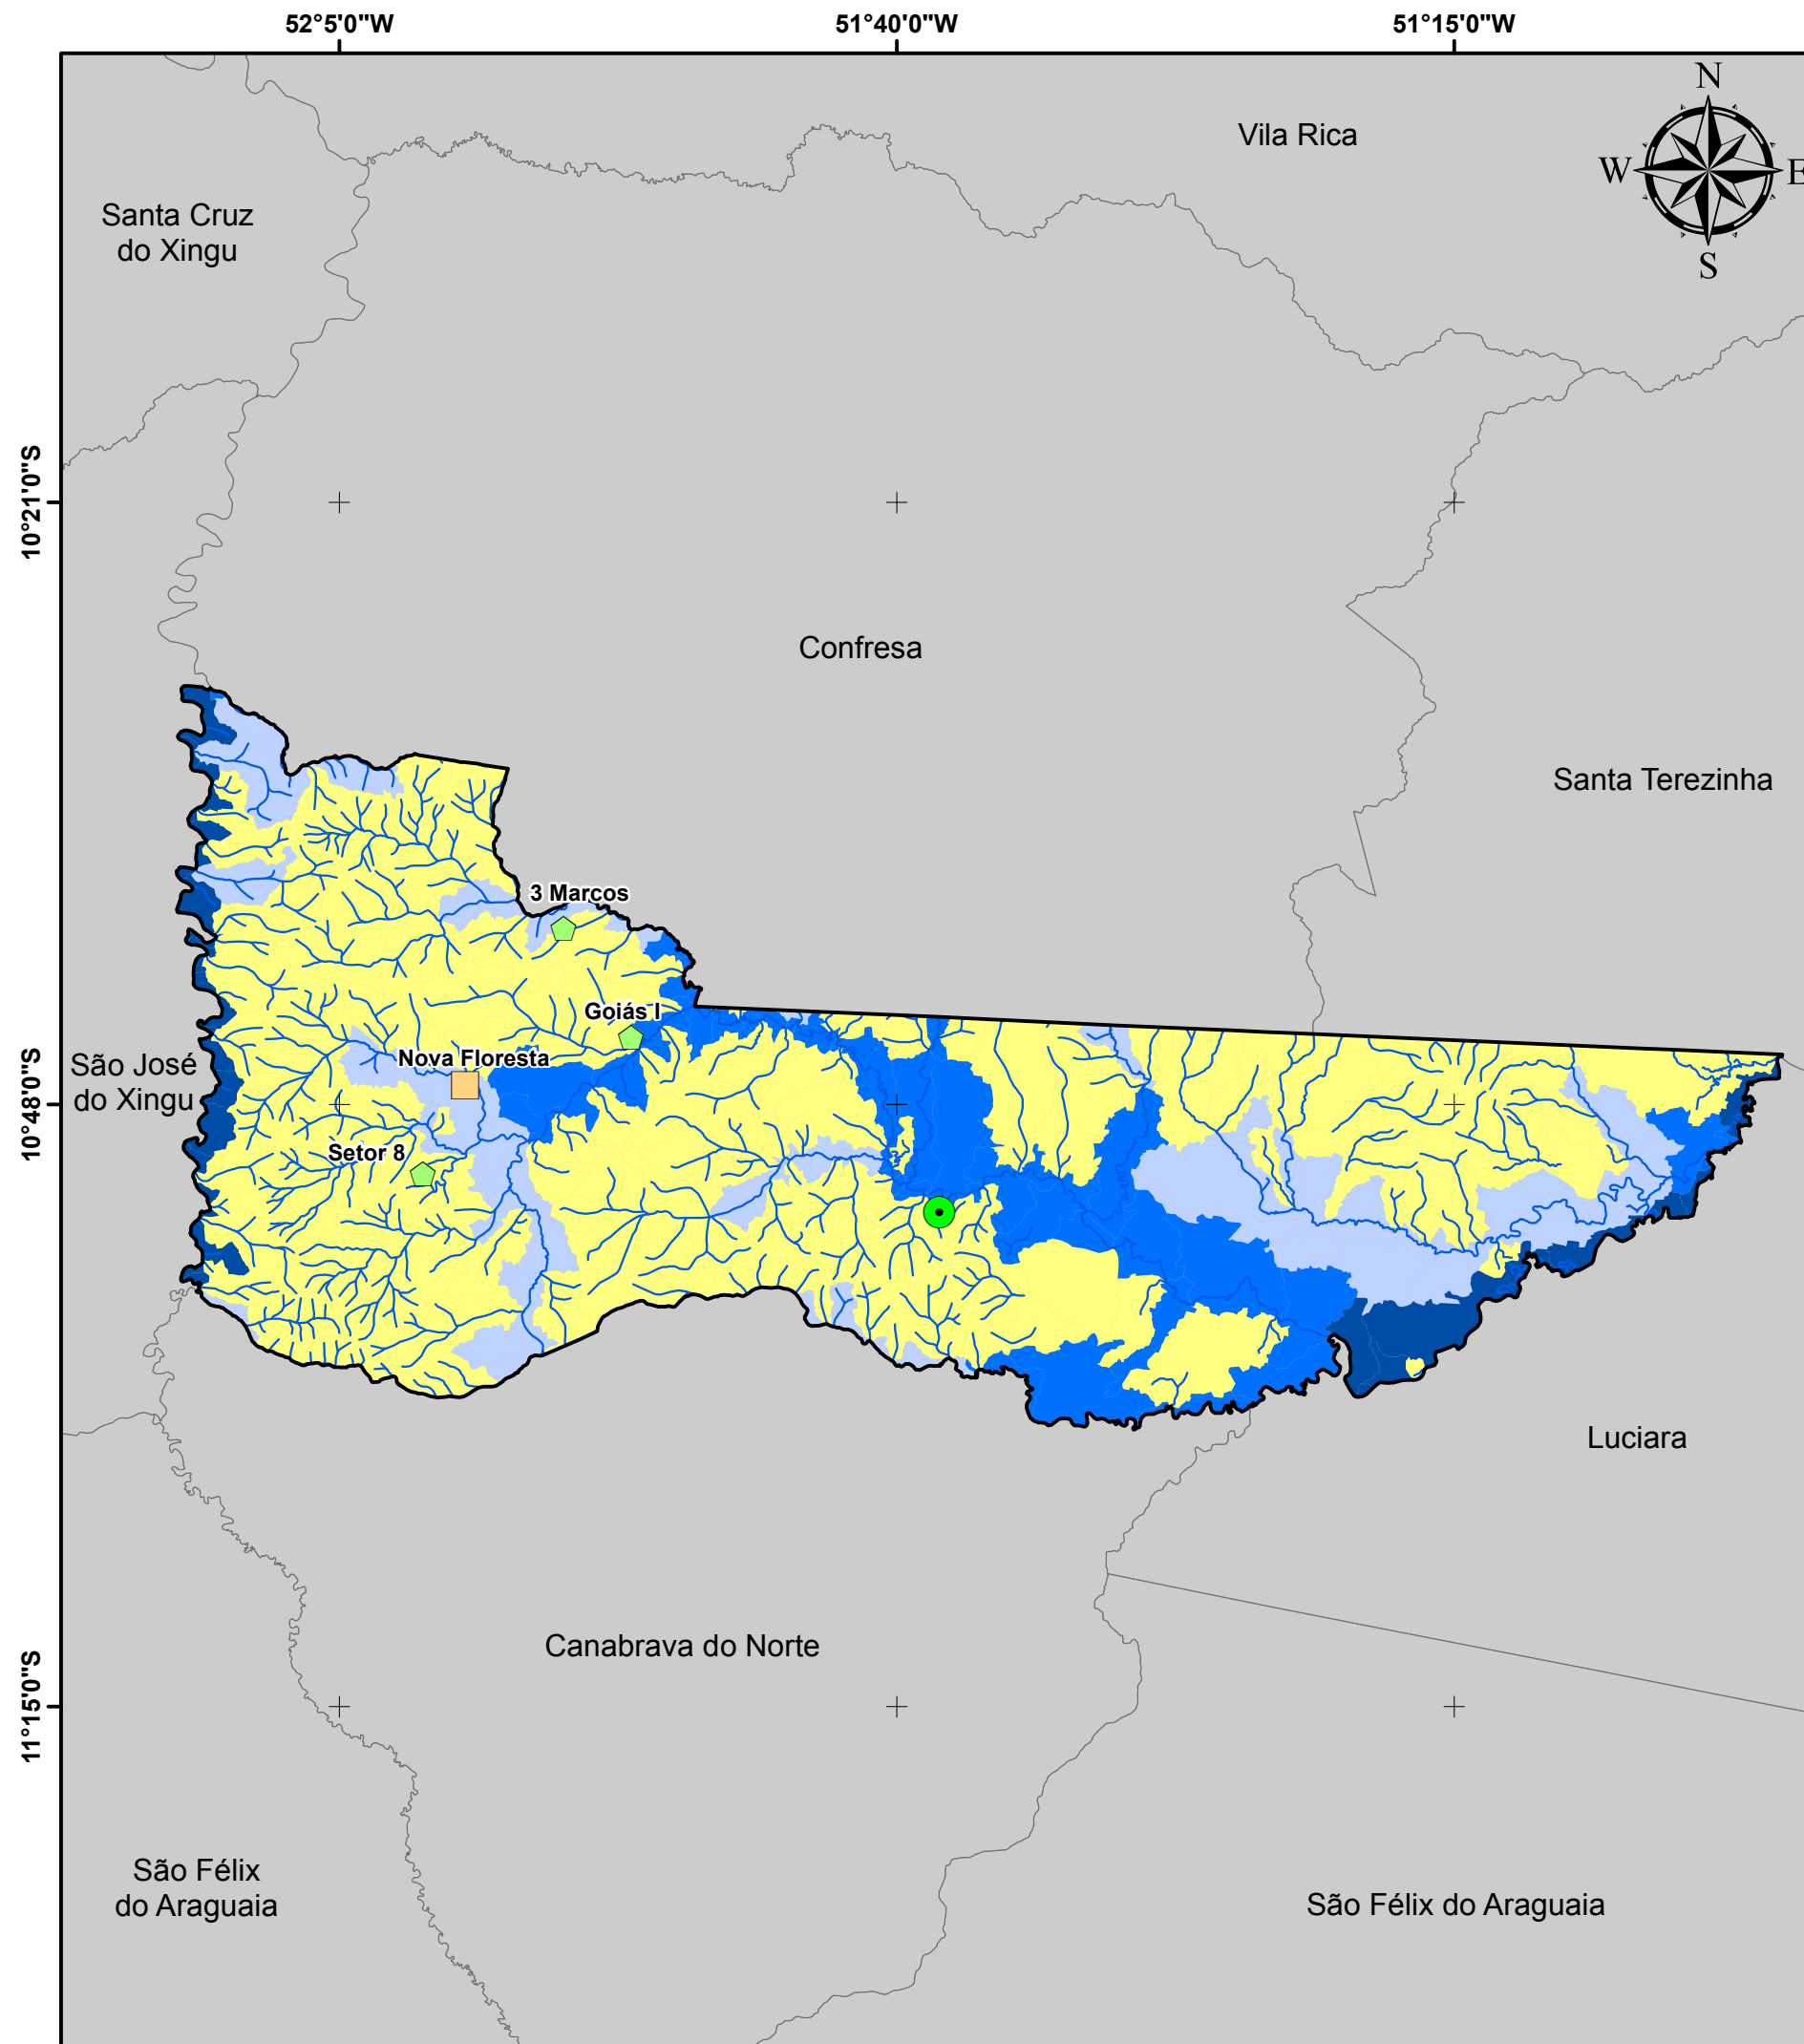 52°5'0"W
51°40'0"W
51°15'0"W
N
Vila Rica
W
E
Santa Cruz
do Xingu
S
10°21'0"S
Confresa
Santa Terezinha
3 Marcos
Goiás I
São José
do Xingu
Nova Floresta
10°48'0"S
Setor 8
Luciara
Canabrava do Norte
11°15'0"S
São Félix
do Araguaia
São Félix do Araguaia